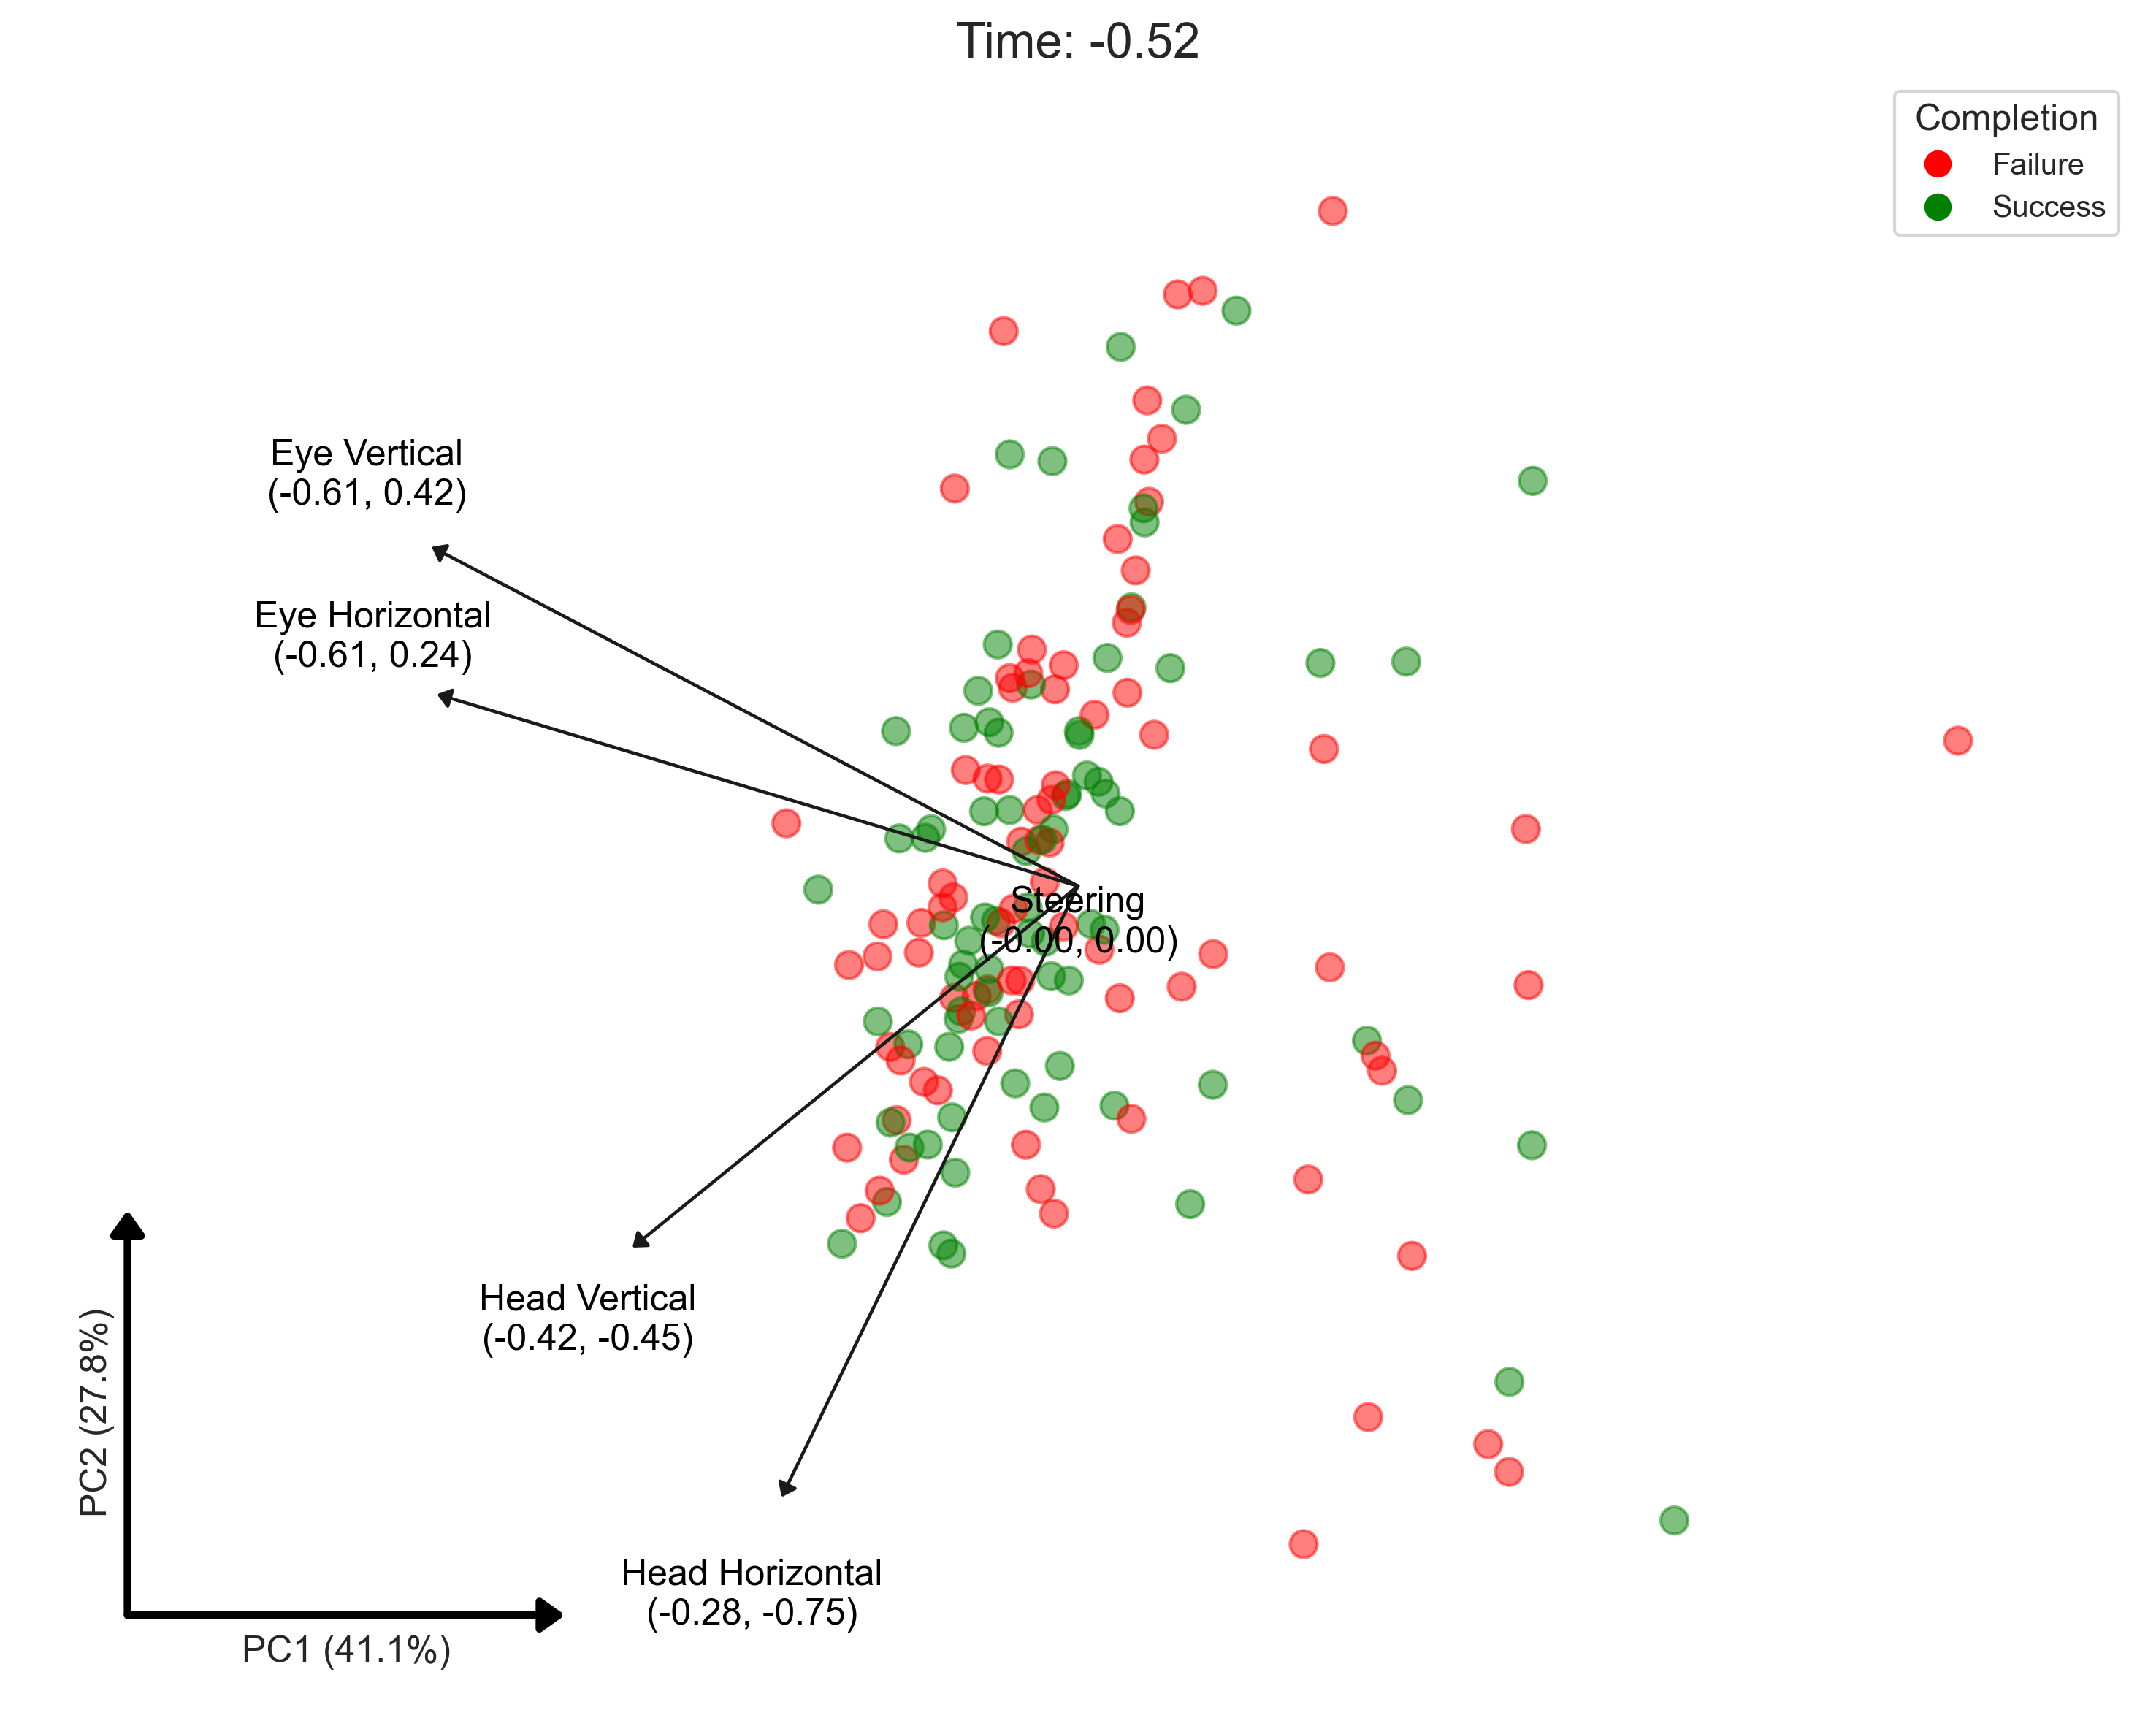 Time: -0.52
Completion
Failure
Success
Eye Vertical
(-0.61, 0.42)
Eye Horizontal
(-0.61, 0.24)
Steering
(-0.00, 0.00)
Head Vertical
(-0.42, -0.45)
Head Horizontal
(-0.28, -0.75)
PC2 (27.8%)
PC1 (41.1%)